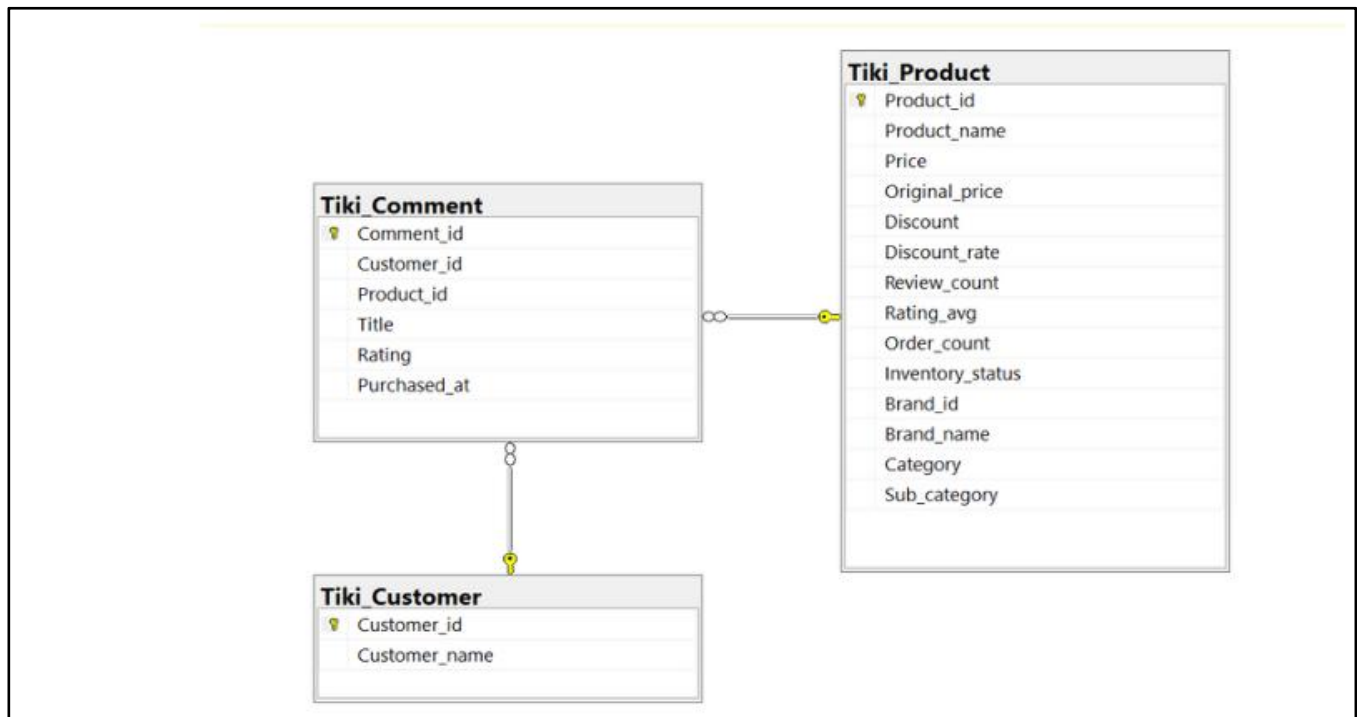 Tiki_Product
Product_id
Product_name
Price
Original_price
Discount
Discount_rate
Review_count
Rating_avg
Order_count
Inventory_status
Brand_id
Brand_name
Category
Sub_category
Tiki_Comment
Comment_id
Customer_id
Product_id
Title
Rating
Purchased_at
Tiki_Customer
Customer_id
Customer_name